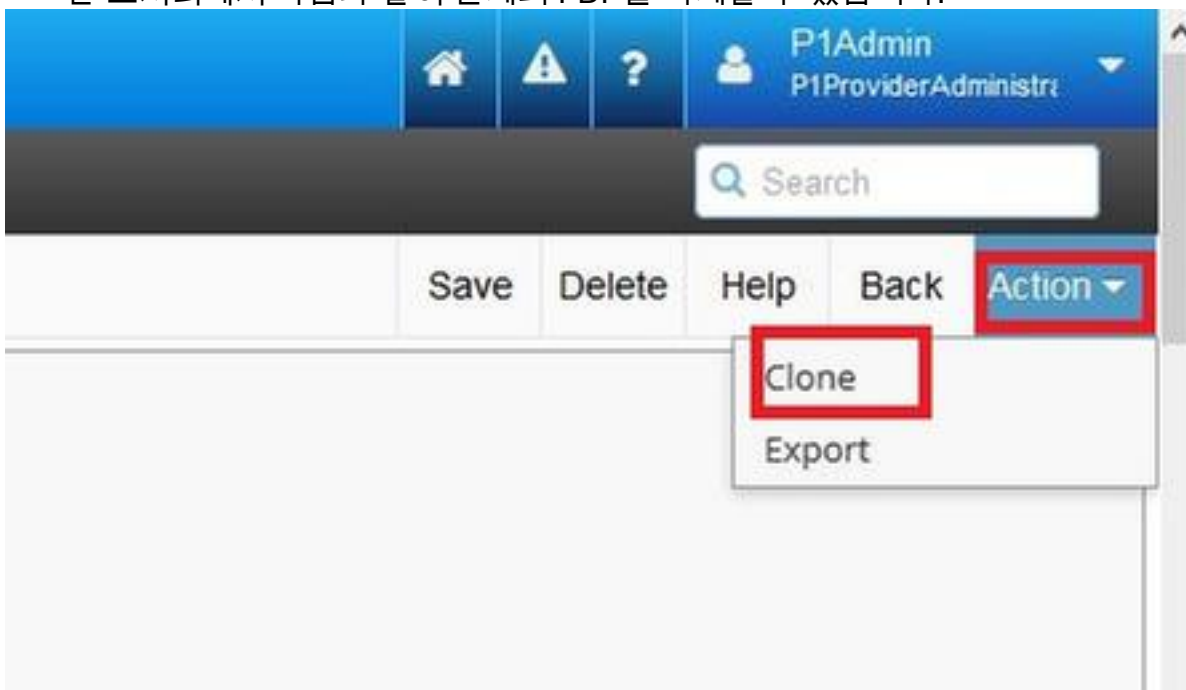 P1Admin
P1ProviderAdministra
Search
Save Delete Help Back Action
Clone
Export